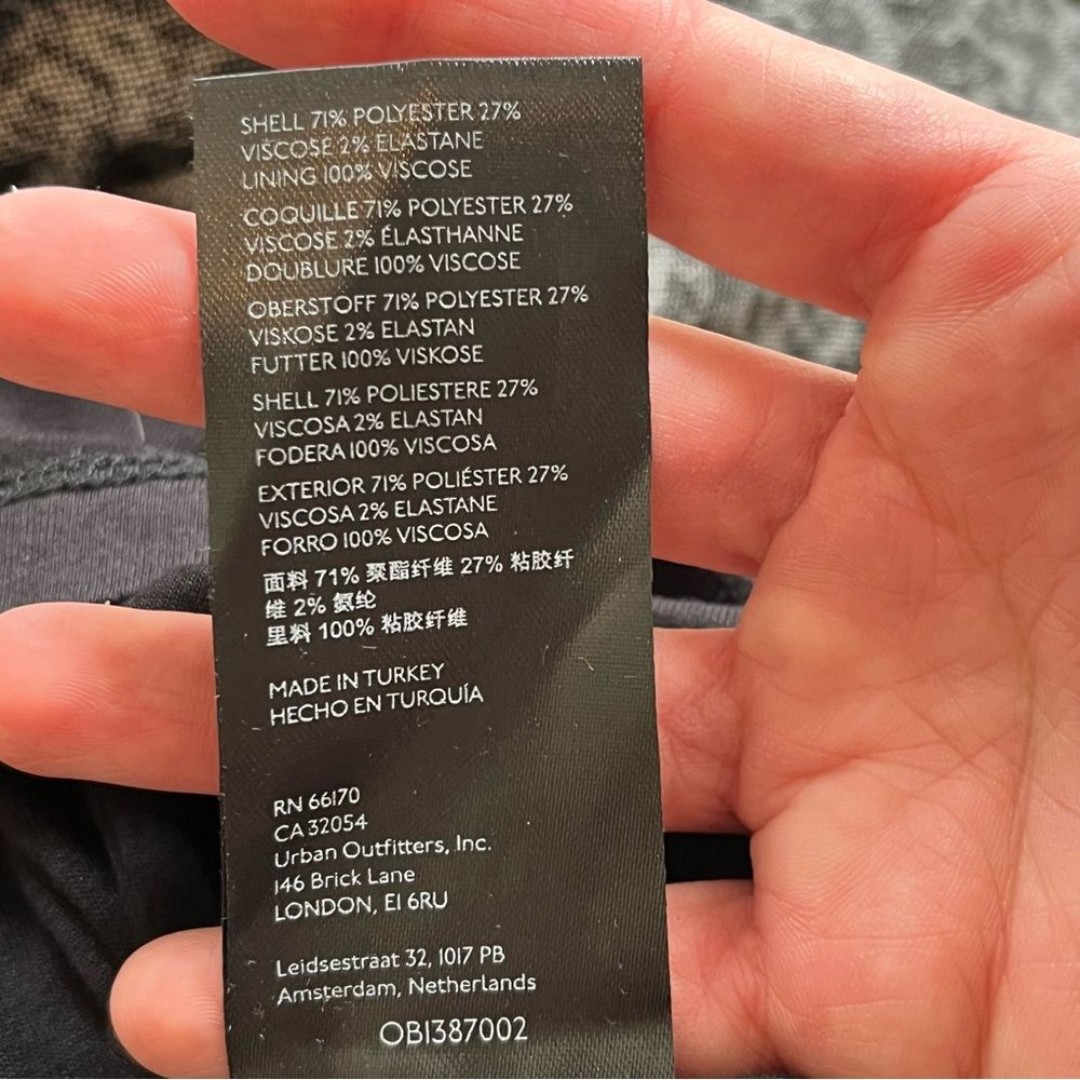 SHELL 71% POLYESTER 27%
VISCOSE 2% ELASTANE
LINING 100% VISCOSE
COQUILLE 71% POLYESTER 27%
VISCOSE 2% ÉLASTHANNE
DOUBLURE 100% VISCOSE
OBERSTOFF 71% POLYESTER 27%
VISKOSE 2% ELASTAN
FUTTER 100% VISKOSE
SHELL 71% POLIESTERE 27%
VISCOSA 2% ELASTAN
FODERA 100% VISCOSA
EXTERIOR 71% POLIÉSTER 27%
VISCOSA 2% ELASTANE
FORRO 100% VISCOSA
面料 71% 聚酯纤维 27% 粘胶纤
维 2% 氨纶
里料 100% 粘胶纤维
MADE IN TURKEY
HECHO EN TURQUÍA
RN 66170
CA 32054
Urban Outfitters, Inc.
146 Brick Lane
LONDON, E1 6RU
Leidsestraat 32, 1017 PB
Amsterdam, Netherlands
OB1387002